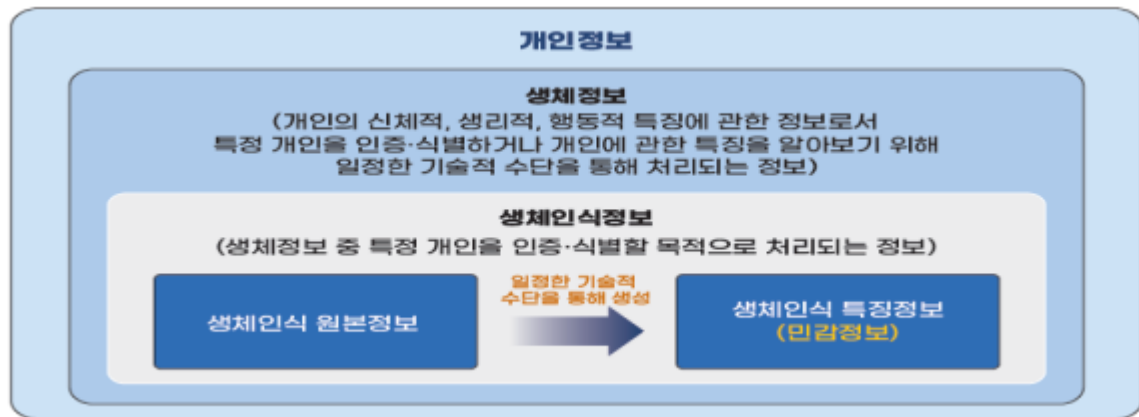 개인정보
생체정보
(개인의 신체적, 생리적, 행동적 특징에 관한 정보로서
특정 개인을 인증·식별하거나 개인에 관한 특징을 알아보기 위해
일정한 기술적 수단을 통해 처리되는 정보)
생체인식정보
(생체정보 중 특정 개인을 인증·식별할 목적으로 처리되는 정보)
생체인식 원본정보
일정한 기술적
수단을 통해 생성
생체인식 특징정보
(민감정보)